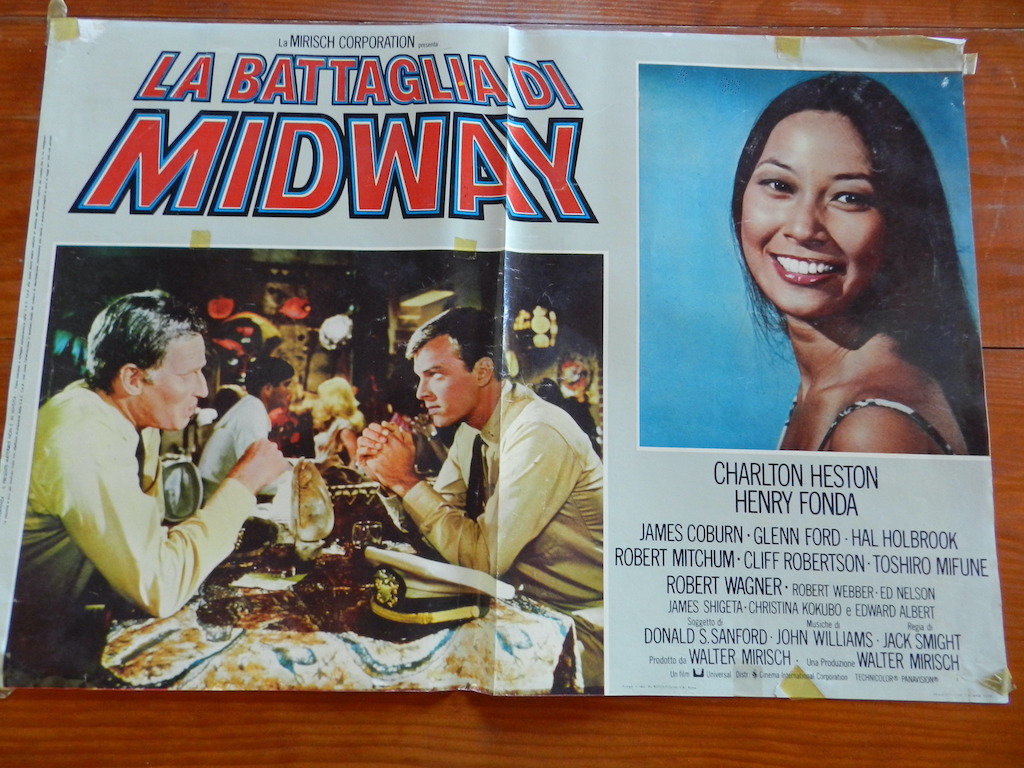 La MIRISCH CORPORATION presenta
LA BATTAGLIA DI
MIDWAY
CHARLTON HESTON
HENRY FONDA
JAMES COBURN · GLENN FORD · HAL HOLBROOK
ROBERT MITCHUM · CLIFF ROBERTSON · TOSHIRO MIFUNE
ROBERT WAGNER · ROBERT WEBBER · ED NELSON
JAMES SHIGETA · CHRISTINA KOKUBO e EDWARD ALBERT
Soggetto di Musiche di Regia di
DONALD S. SANFORD · JOHN WILLIAMS · JACK SMIGHT
Prodotto da WALTER MIRISCH · Una Produzione WALTER MIRISCH
Un film Universal Distr. Cinema International Corporation TECHNICOLOR® PANAVISION®